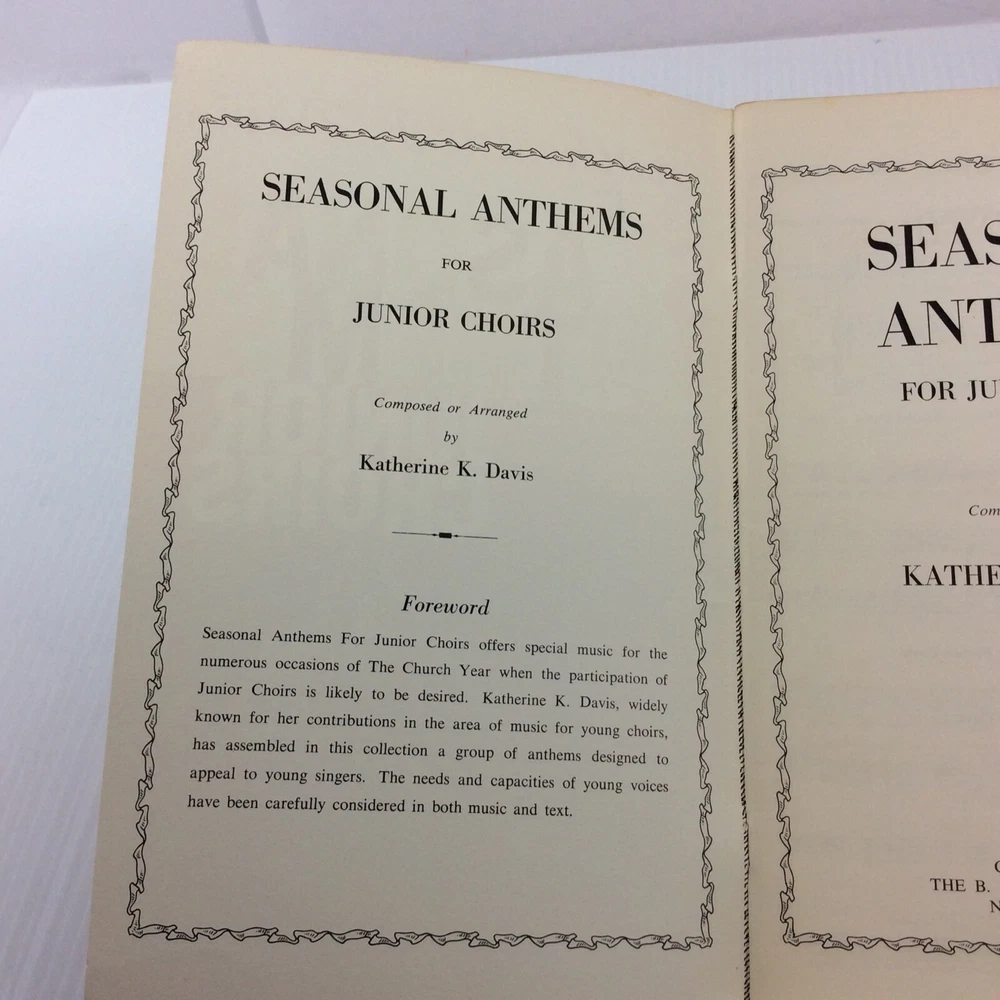 SEASONAL ANTHEMS
FOR
JUNIOR CHOIRS
Composed or Arranged
by
Katherine K. Davis
Foreword
Seasonal Anthems For Junior Choirs offers special music for the
numerous occasions of The Church Year when the participation of
Junior Choirs is likely to be desired. Katherine K. Davis, widely
known for her contributions in the area of music for young choirs,
has assembled in this collection a group of anthems designed to
appeal to young singers. The needs and capacities of young voices
have been carefully considered in both music and text.
SEAS
ANT
FOR JU
Com
KATHE
THE B.
N